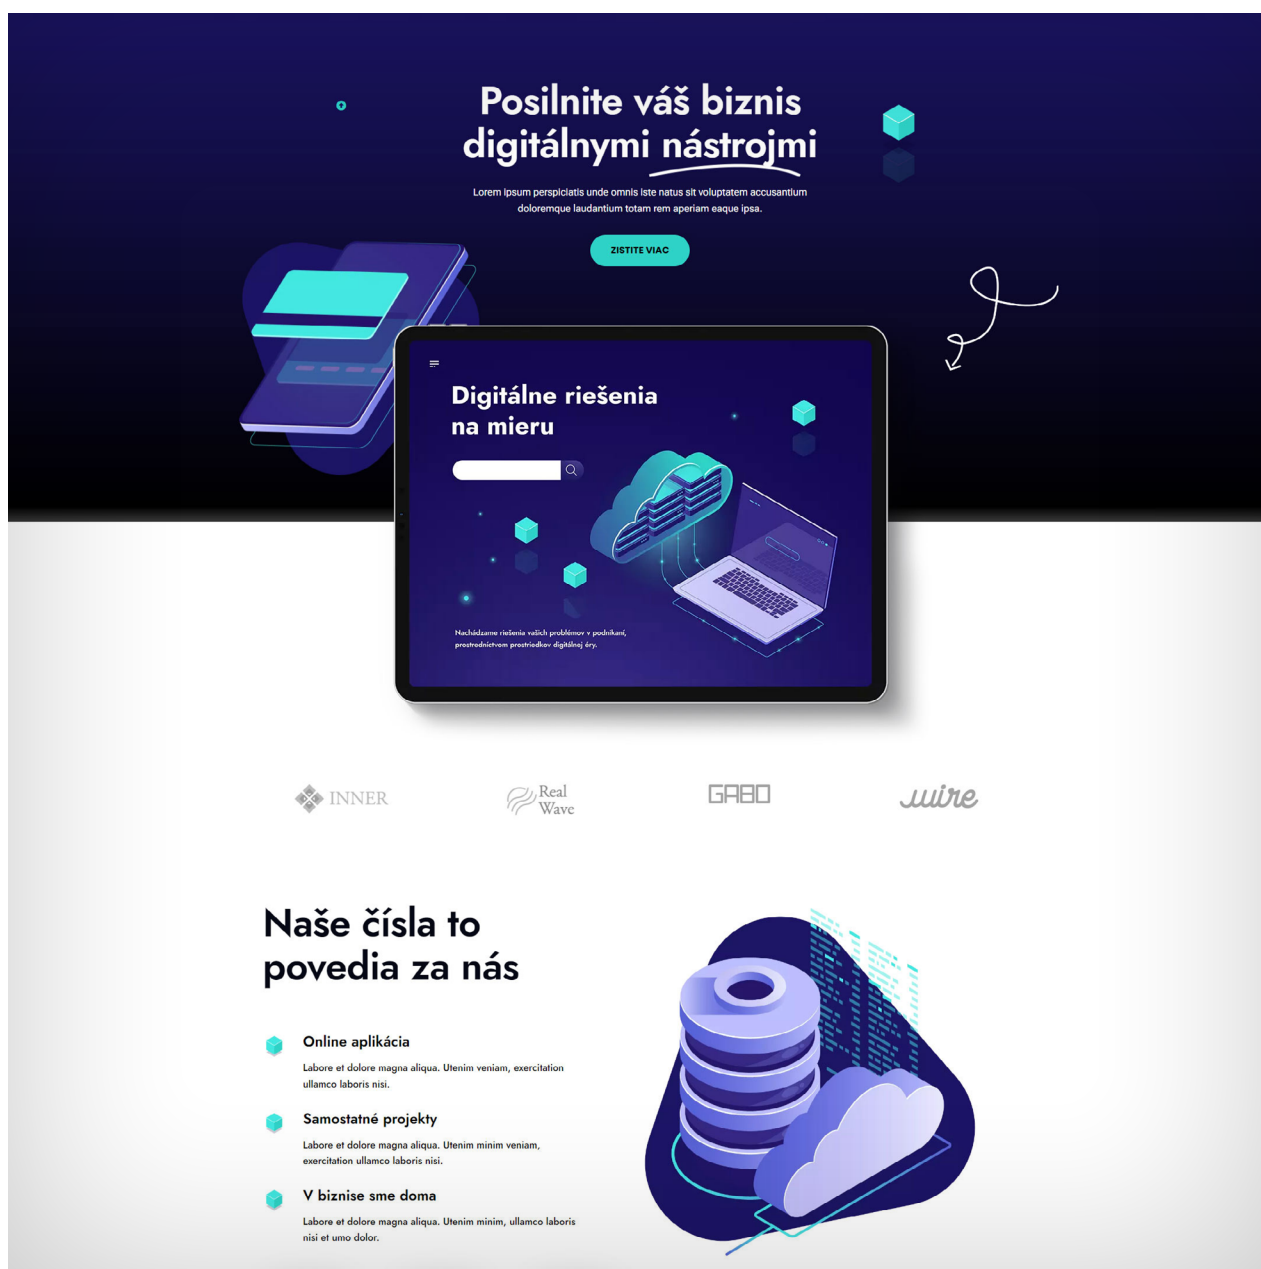 Posilnite váš biznis
digitálnymi nástrojmi
Lorem Ipsum perspiciatis unde omnis iste natus sit voluptatem accusantium
doloremque laudantium totam rem aperiam eaque ipsa.
ZISTITE VIAC
Digitálne riešenia
na mieru
Nachádzame riešenia vašich problémov v podnikaní,
prostredníctvom prostriedkov digitálnej éry.
INNER
Real
Wave
GABO
wire
Naše čísla to
povedia za nás
Online aplikácia
Labore et dolore magna aliqua. Utenim veniam, exercitation
ullamco laboris nisi.
Samostatné projekty
Labore et dolore magna aliqua. Utenim minim veniam,
exercitation ullamco laboris nisi.
V biznise sme doma
Labore et dolore magna aliqua. Utenim minim, ullamco laboris
nisi et umo dolor.